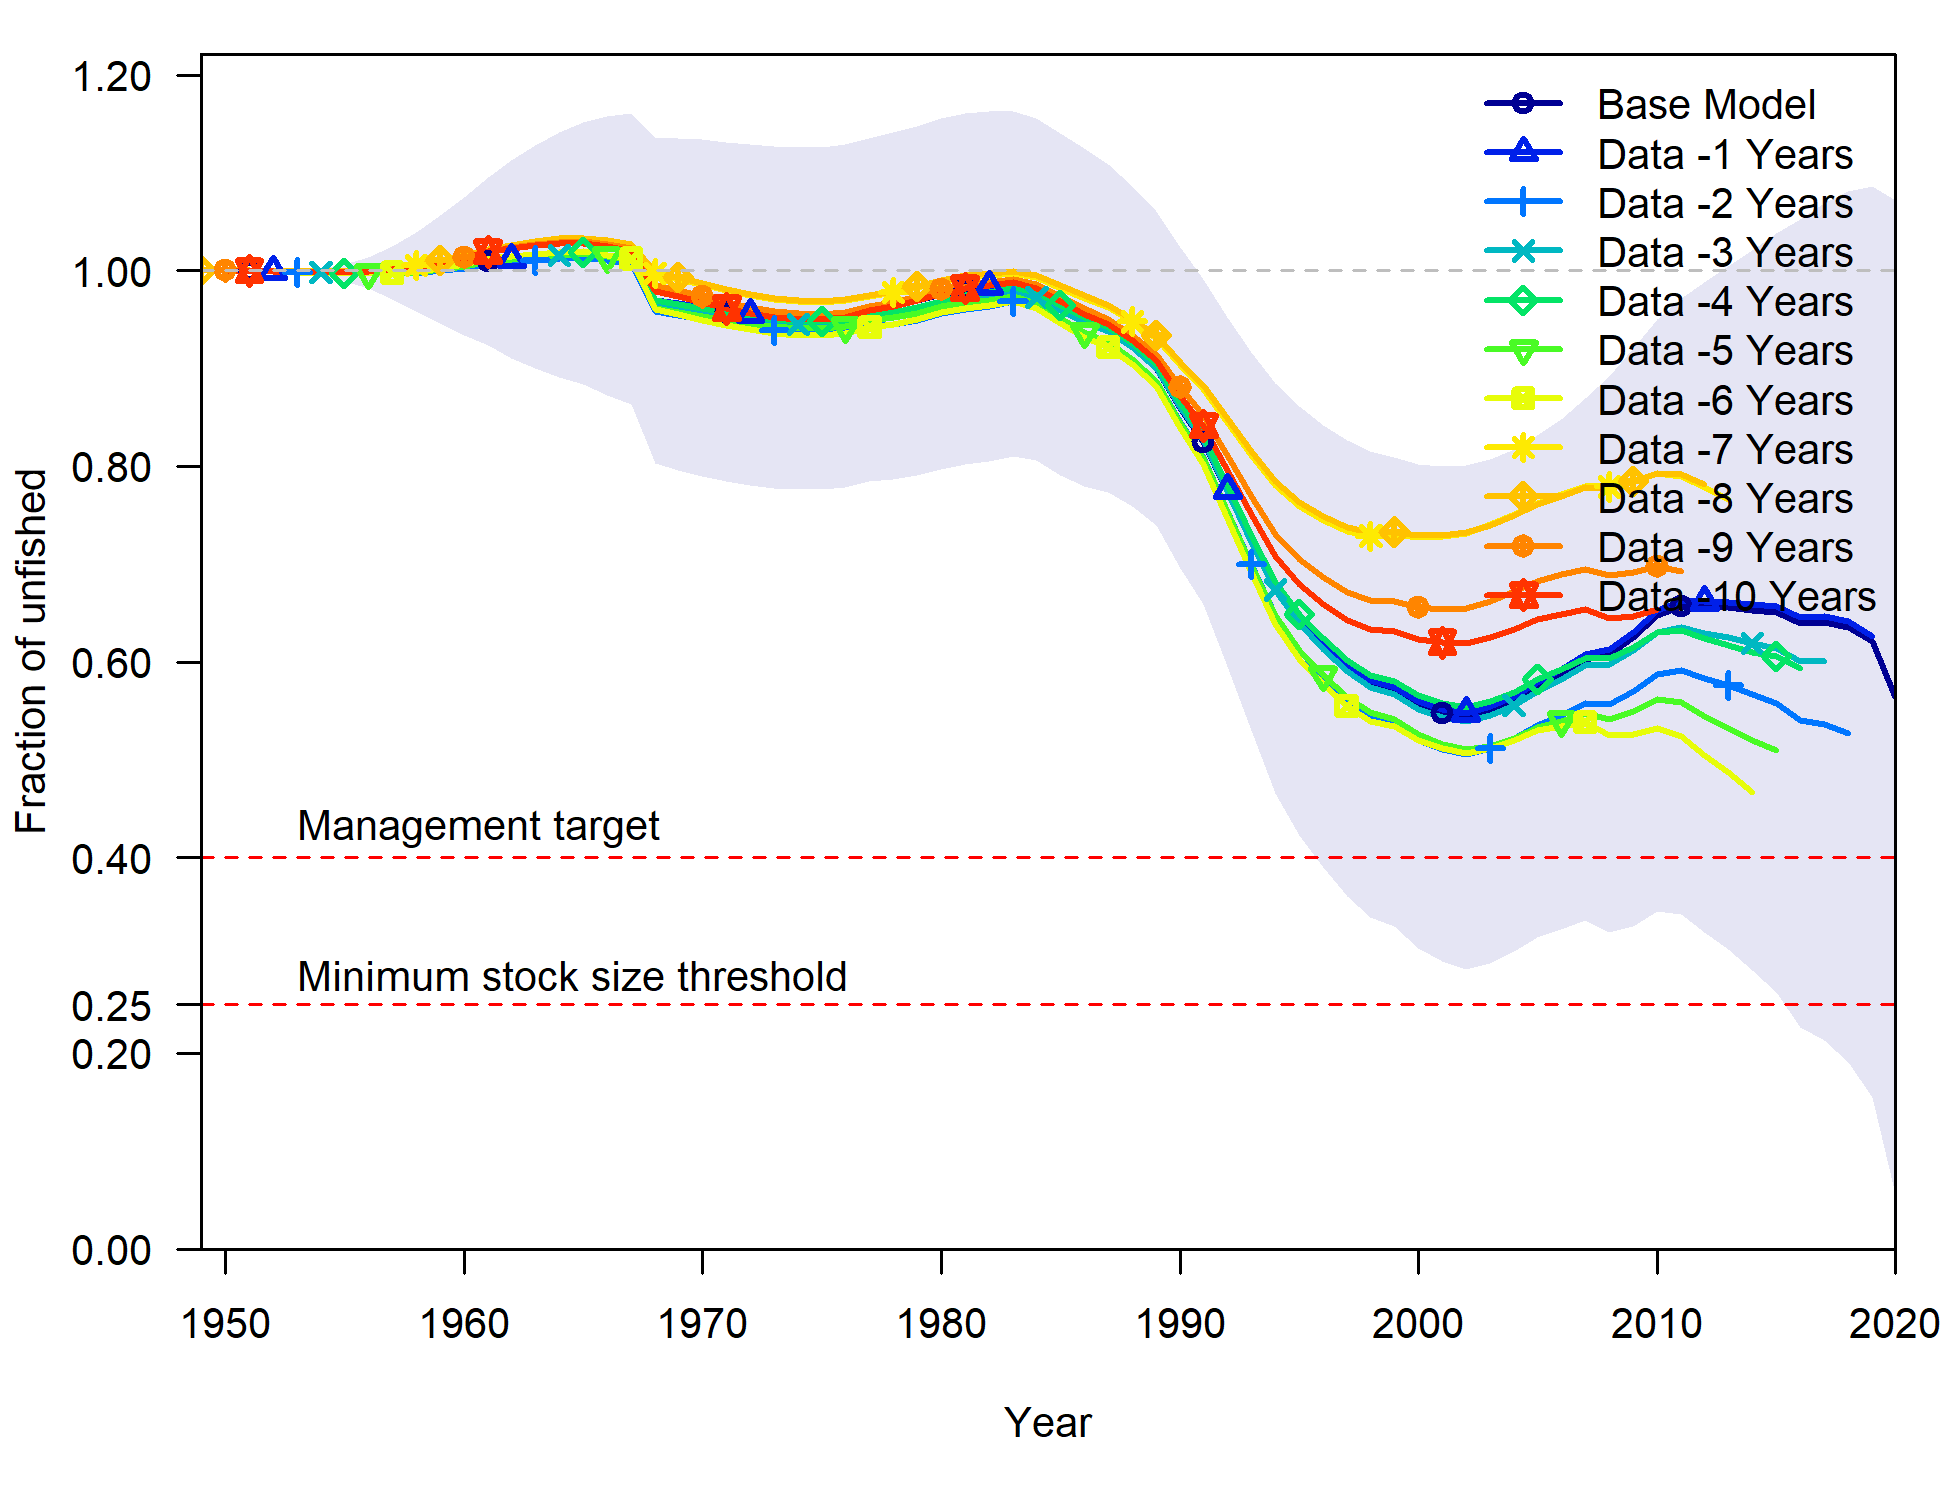 1.20
1.00
0.80
0.60
0.40
0.25
0.20
0.00
Fraction of unfished
Base Model
Data -1 Years
Data -2 Years
Data -3 Years
Data -4 Years
Data -5 Years
Data -6 Years
Data -7 Years
Data -8 Years
Data -9 Years
Data -10 Years
Management target
Minimum stock size threshold
1950 1960 1970 1980 1990 2000 2010 2020
Year